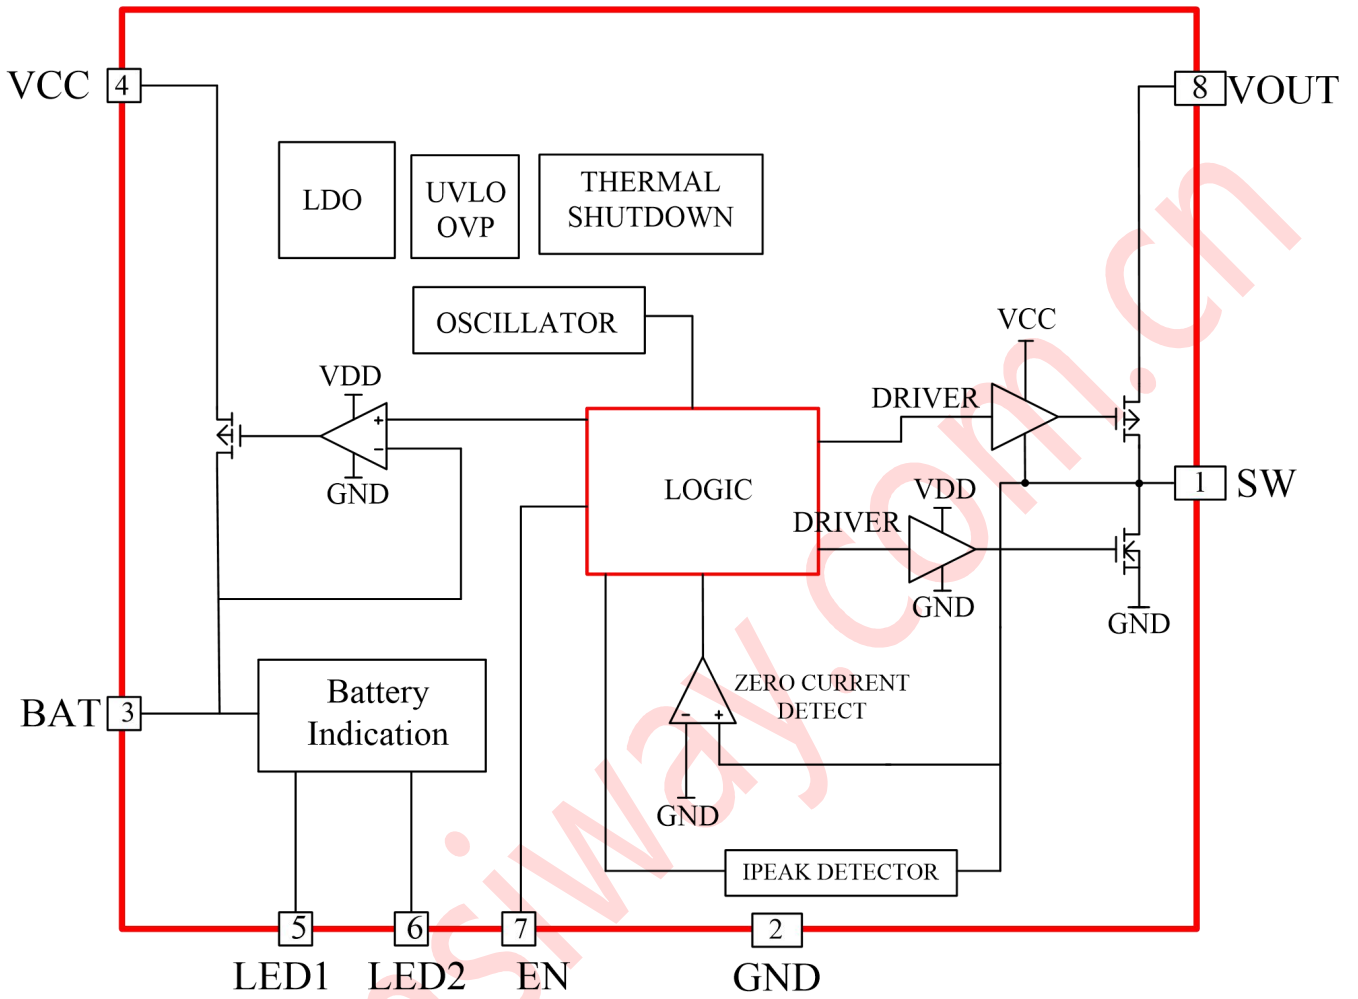 VCC 4
8 VOUT
LDO
UVLO
OVP
THERMAL
SHUTDOWN
OSCILLATOR
VCC
VDD
DRIVER
+
-
GND
LOGIC
VDD
1 SW
DRIVER
GND
GND
BAT 3
Battery
Indication
ZERO CURRENT
DETECT
- +
GND
IPEAK DETECTOR
5
6
7
2
LED1
LED2
EN
GND
asiway.com.cn